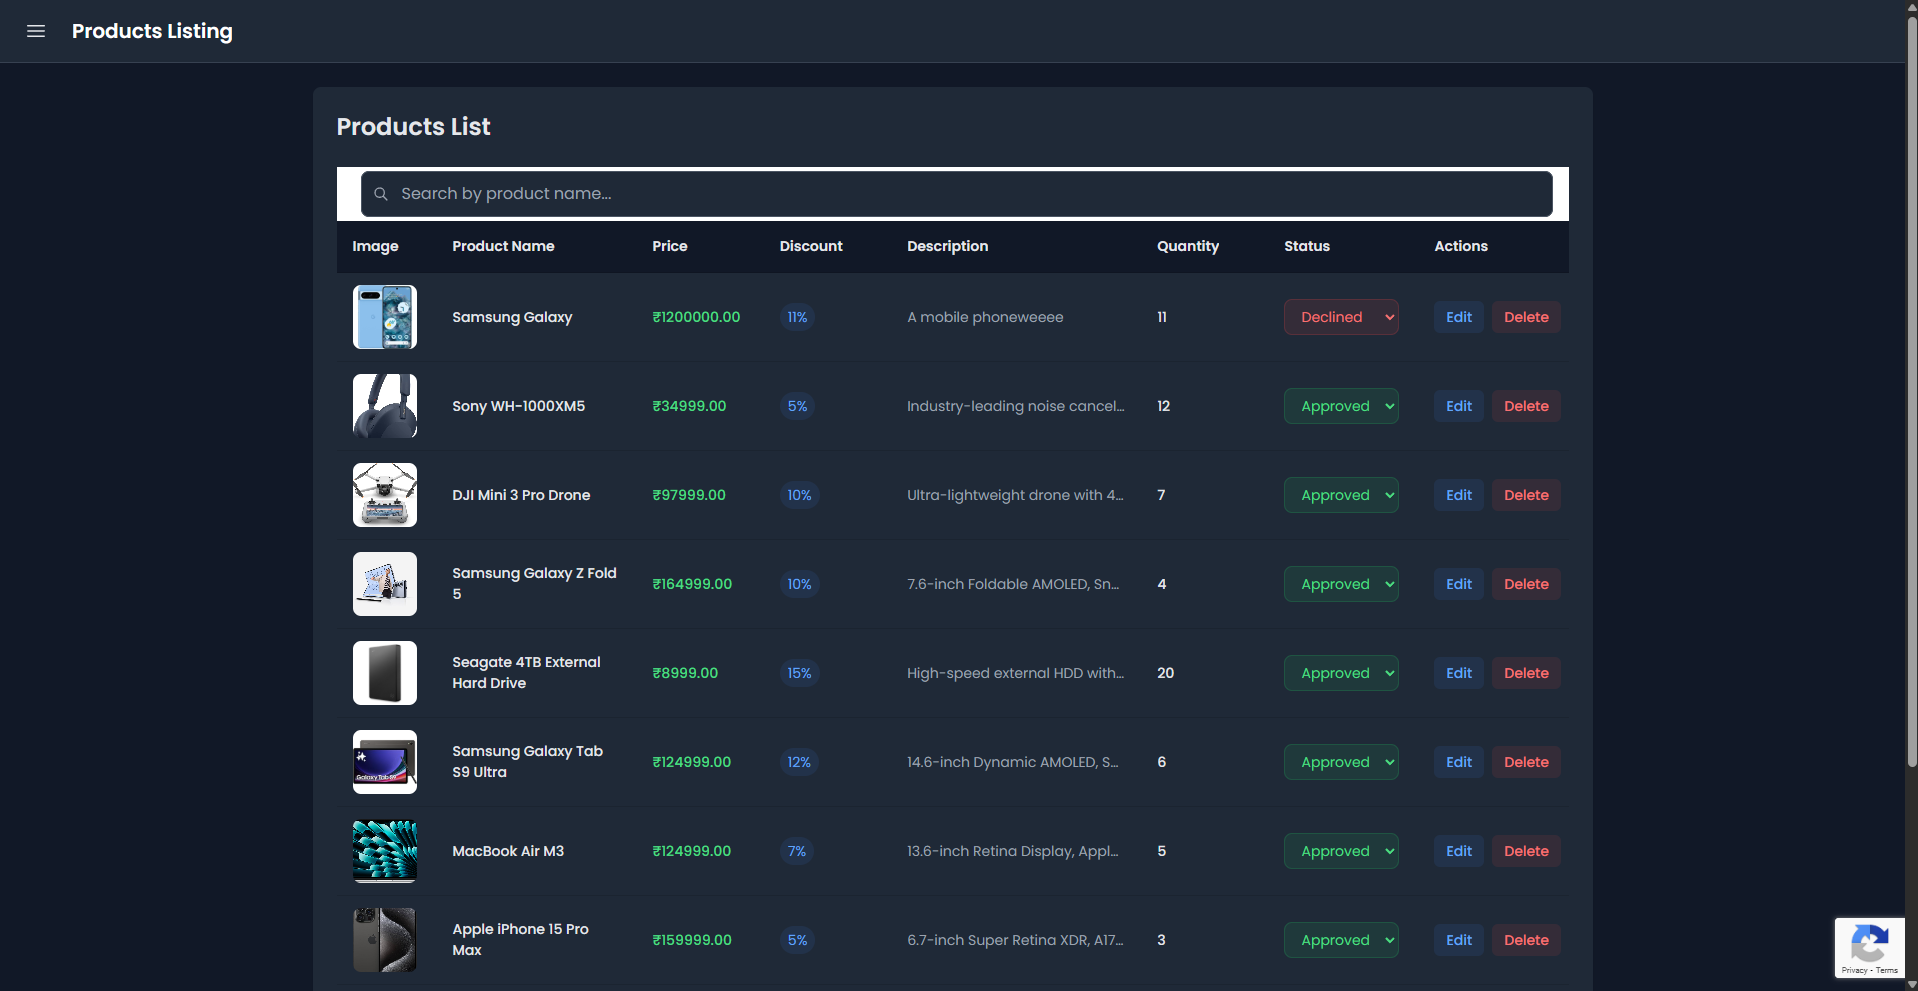 Products Listing
Products List
Search by product name...
Image Product Name Price Discount Description Quantity Status Actions
Samsung Galaxy ₹1200000.00 11% A mobile phoneweeee 11 Declined Edit Delete
Sony WH-1000XM5 ₹34999.00 5% Industry-leading noise cancel... 12 Approved Edit Delete
DJI Mini 3 Pro Drone ₹97999.00 10% Ultra-lightweight drone with 4... 7 Approved Edit Delete
Samsung Galaxy Z Fold
5 ₹164999.00 10% 7.6-inch Foldable AMOLED, Sn... 4 Approved Edit Delete
Seagate 4TB External
Hard Drive ₹8999.00 15% High-speed external HDD with... 20 Approved Edit Delete
Galaxy Tab S9
Samsung Galaxy Tab
S9 Ultra ₹124999.00 12% 14.6-inch Dynamic AMOLED, S... 6 Approved Edit Delete
MacBook Air M3 ₹124999.00 7% 13.6-inch Retina Display, Appl... 5 Approved Edit Delete
Apple iPhone 15 Pro
Max ₹159999.00 5% 6.7-inch Super Retina XDR, A17... 3 Approved Edit Delete
Privacy - Terms